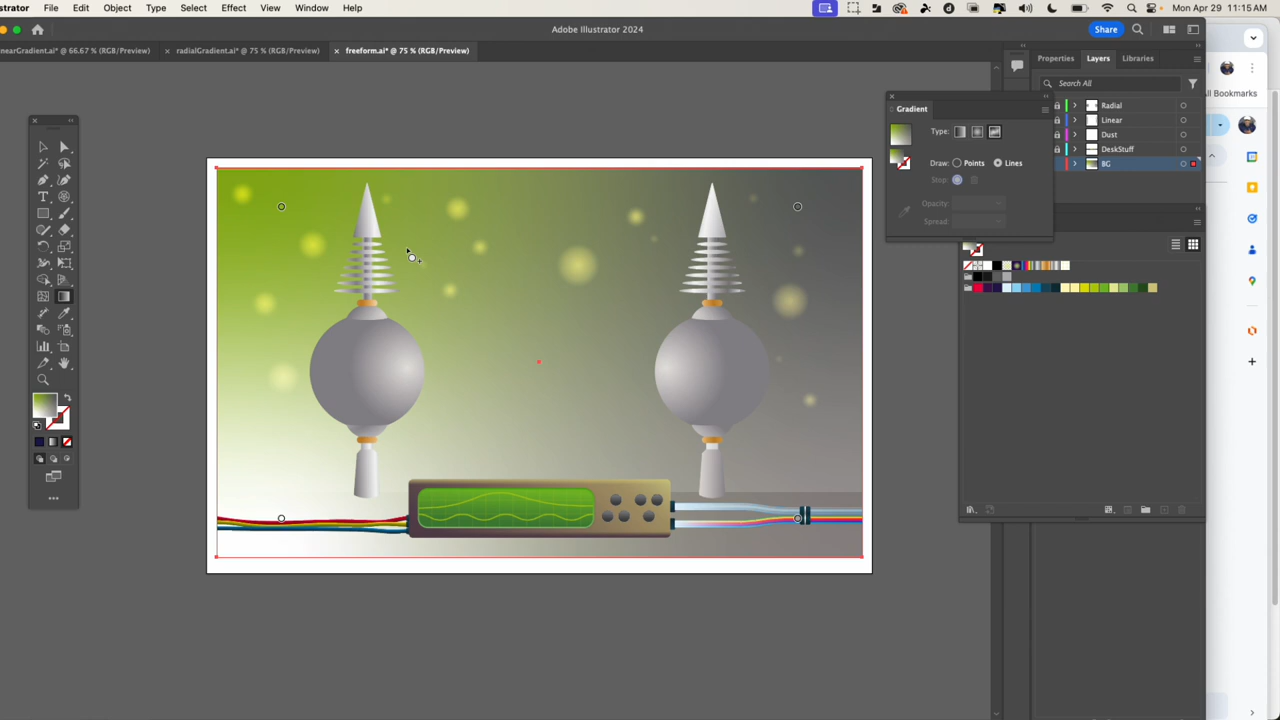 strator File Edit Object Type Select Effect View Window Help Mon Apr 29 11:15 AM
Adobe Illustrator 2024
Share
nearGradient.ai* @ 66.67 % (RGB/Preview) × radialGradient.ai* @ 75 % (RGB/Preview) × freeform.ai* @ 75 % (RGB/Preview)
Properties Layers Libraries
Search All
All Bookmarks
Gradient
Type:
Draw: Points Lines
Stop:
Opacity:
Spread:
Radial
Linear
Dust
DeskStuff
BG